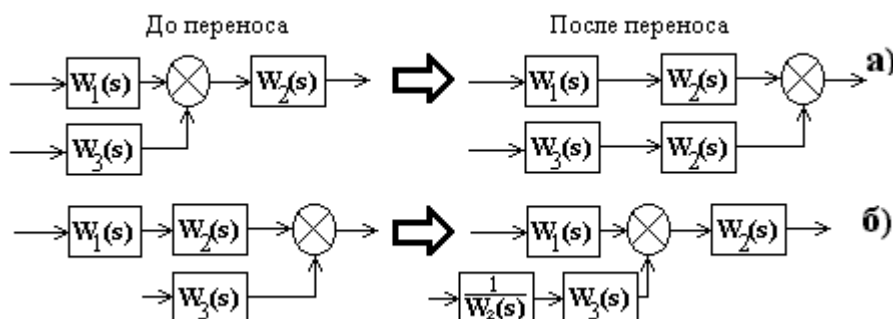 До переноса
После переноса
W1(s)
W2(s)
W3(s)
W1(s)
W2(s)
а)
W3(s)
W2(s)
W1(s)
W2(s)
W3(s)
W1(s)
W2(s)
б)
1
W2(s)
W3(s)